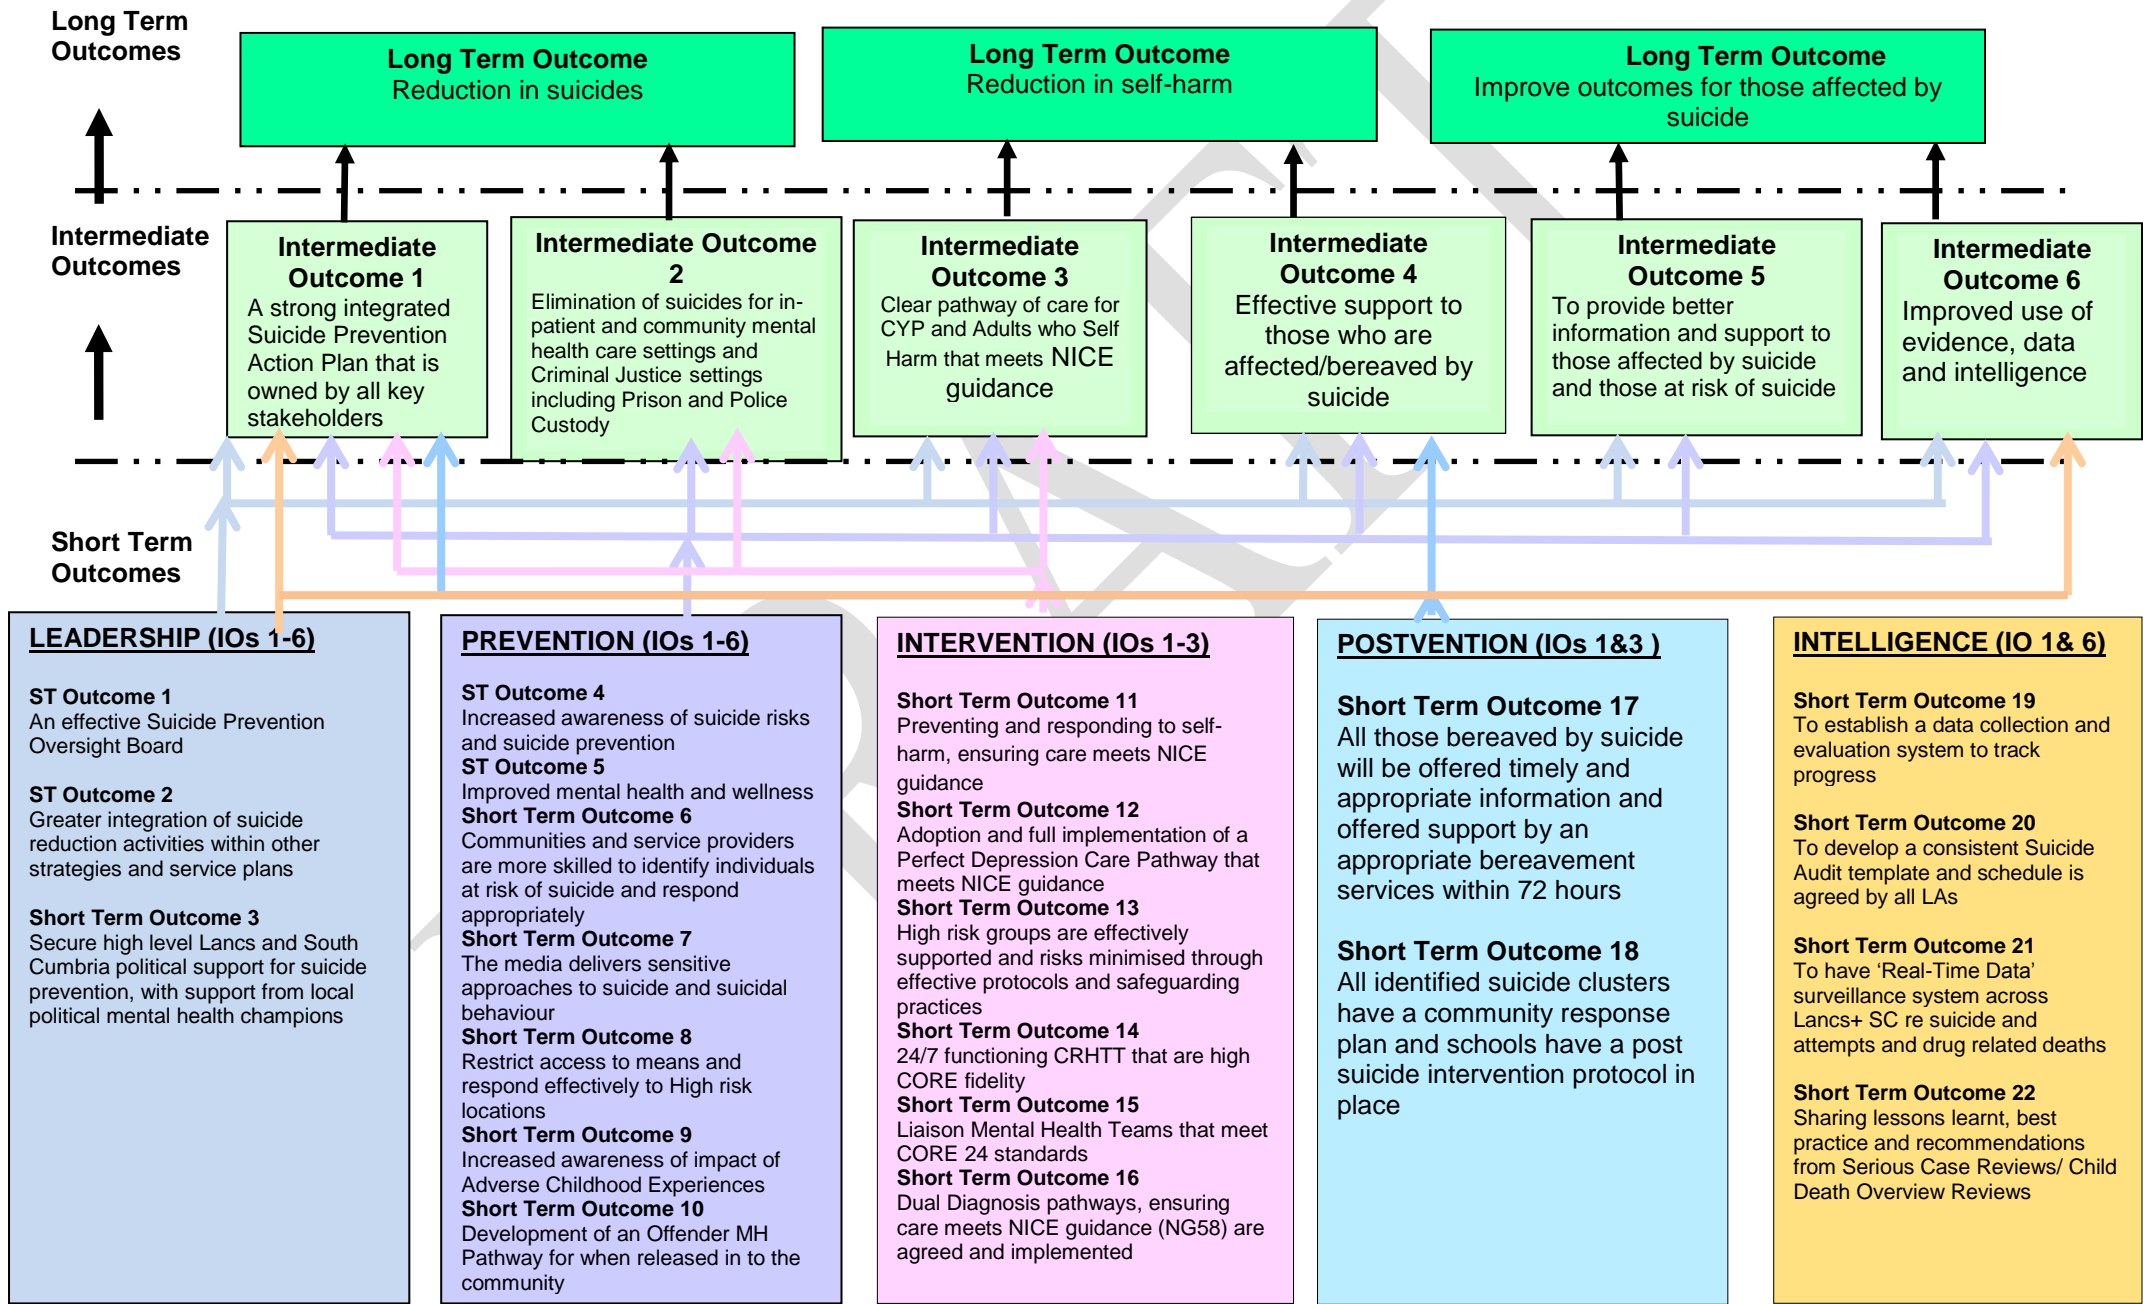 Long Term
Outcomes
Long Term Outcome
Reduction in suicides
Long Term Outcome
Reduction in self-harm
Long Term Outcome
Improve outcomes for those affected by
suicide
Intermediate
Outcomes
Intermediate
Outcome 1
A strong integrated
Suicide Prevention
Action Plan that is
owned by all key
stakeholders
Intermediate Outcome
2
Elimination of suicides for in-
patient and community mental
health care settings and
Criminal Justice settings
including Prison and Police
Custody
Intermediate
Outcome 3
Clear pathway of care for
CYP and Adults who Self
Harm that meets NICE
guidance
Intermediate
Outcome 4
Effective support to
those who are
affected/bereaved by
suicide
Intermediate
Outcome 5
To provide better
information and support to
those affected by suicide
and those at risk of suicide
Intermediate
Outcome 6
Improved use of
evidence, data
and intelligence
Short Term
Outcomes
LEADERSHIP (IOs 1-6)
ST Outcome 1
An effective Suicide Prevention
Oversight Board
ST Outcome 2
Greater integration of suicide
reduction activities within other
strategies and service plans
Short Term Outcome 3
Secure high level Lancs and South
Cumbria political support for suicide
prevention, with support from local
political mental health champions
PREVENTION (IOs 1-6)
ST Outcome 4
Increased awareness of suicide risks
and suicide prevention
ST Outcome 5
Improved mental health and wellness
Short Term Outcome 6
Communities and service providers
are more skilled to identify individuals
at risk of suicide and respond
appropriately
Short Term Outcome 7
The media delivers sensitive
approaches to suicide and suicidal
behaviour
Short Term Outcome 8
Restrict access to means and
respond effectively to High risk
locations
Short Term Outcome 9
Increased awareness of impact of
Adverse Childhood Experiences
Short Term Outcome 10
Development of an Offender MH
Pathway for when released in to the
community
INTERVENTION (IOs 1-3)
Short Term Outcome 11
Preventing and responding to self-
harm, ensuring care meets NICE
guidance
Short Term Outcome 12
Adoption and full implementation of a
Perfect Depression Care Pathway that
meets NICE guidance
Short Term Outcome 13
High risk groups are effectively
supported and risks minimised through
effective protocols and safeguarding
practices
Short Term Outcome 14
24/7 functioning CRHTT that are high
CORE fidelity
Short Term Outcome 15
Liaison Mental Health Teams that meet
CORE 24 standards
Short Term Outcome 16
Dual Diagnosis pathways, ensuring
care meets NICE guidance (NG58) are
agreed and implemented
POSTVENTION (IOs 1&3 )
Short Term Outcome 17
All those bereaved by suicide
will be offered timely and
appropriate information and
offered support by an
appropriate bereavement
services within 72 hours
Short Term Outcome 18
All identified suicide clusters
have a community response
plan and schools have a post
suicide intervention protocol in
place
INTELLIGENCE (IO 1& 6)
Short Term Outcome 19
To establish a data collection and
evaluation system to track
progress
Short Term Outcome 20
To develop a consistent Suicide
Audit template and schedule is
agreed by all LAs
Short Term Outcome 21
To have ‘Real-Time Data’
surveillance system across
Lancs+ SC re suicide and
attempts and drug related deaths
Short Term Outcome 22
Sharing lessons learnt, best
practice and recommendations
from Serious Case Reviews/ Child
Death Overview Reviews